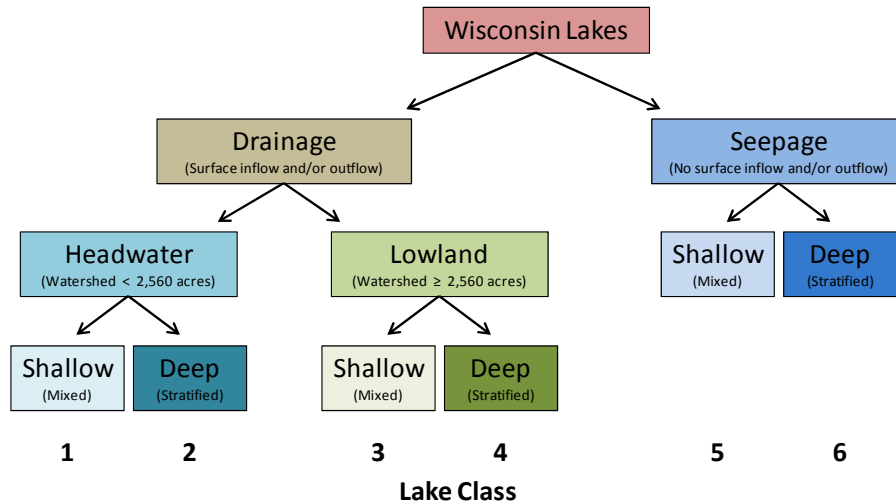 Wisconsin Lakes
Drainage
(Surface inflow and/or outflow)
Seepage
(No surface inflow and/or outflow)
Headwater
(Watershed < 2,560 acres)
Lowland
(Watershed ≥ 2,560 acres)
Shallow
(Mixed)
Deep
(Stratified)
Shallow
(Mixed)
Deep
(Stratified)
Shallow
(Mixed)
Deep
(Stratified)
1 2 3 4 5 6
Lake Class